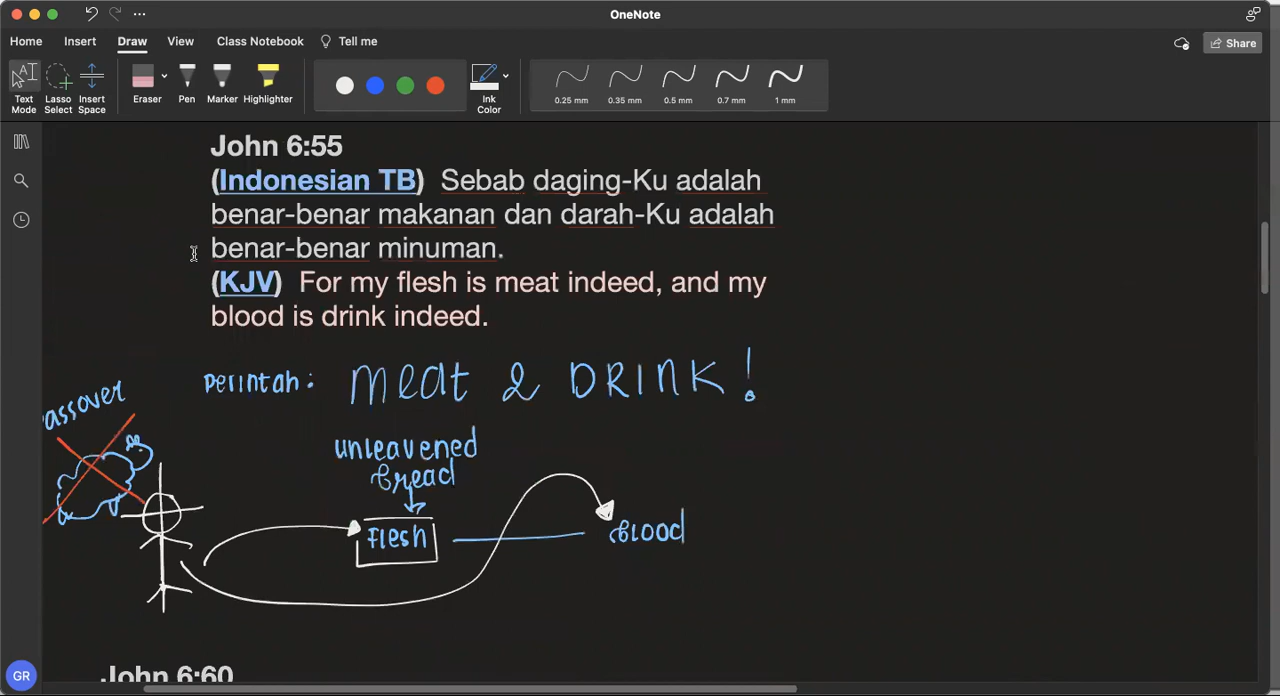 OneNote
Home Insert Draw View Class Notebook Tell me
Share
Text Mode
Lasso Select
Insert Space
Eraser
Pen
Marker
Highlighter
Ink Color
0.25 mm
0.35 mm
0.5 mm
0.7 mm
1 mm
John 6:55
(Indonesian TB) Sebab daging-Ku adalah
benar-benar makanan dan darah-Ku adalah
benar-benar minuman.
(KJV) For my flesh is meat indeed, and my
blood is drink indeed.
perintah: Meat & DRINK!
assover
unleavened
Bread
Flesh
Blood
John 6:60
GR